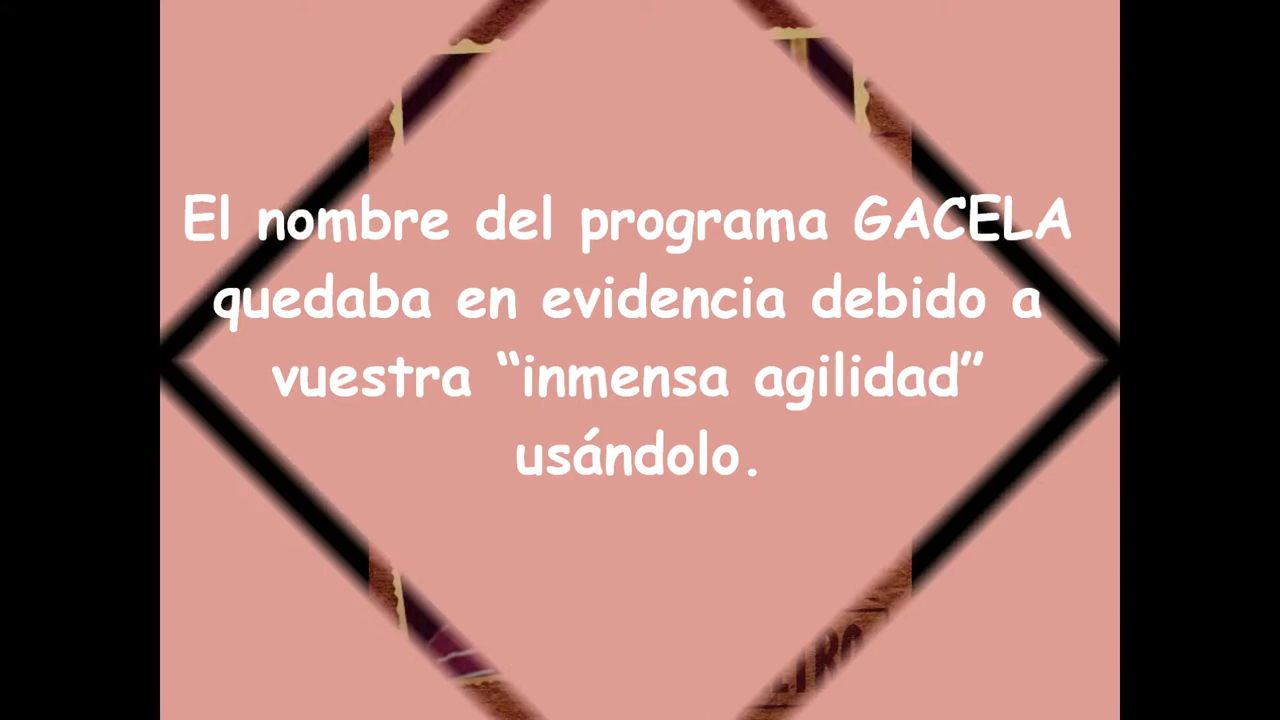 El nombre del programa GACELA
quedaba en evidencia debido a
vuestra “inmensa agilidad”
usándolo.